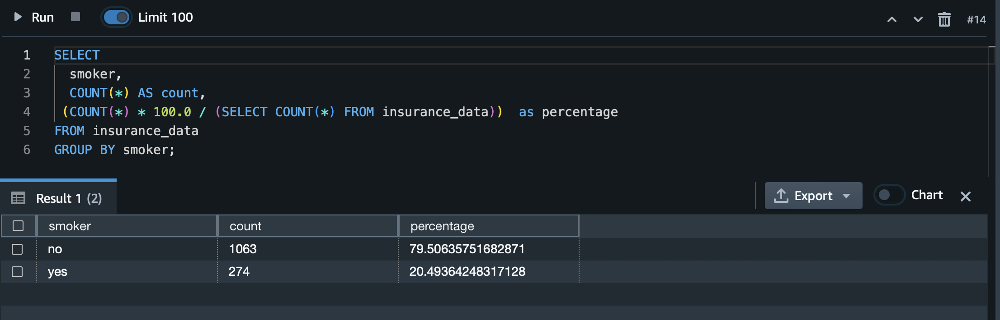 Run Limit 100 #14
1 SELECT
2 smoker,
3 COUNT(*) AS count,
4 (COUNT(*) * 100.0 / (SELECT COUNT(*) FROM insurance_data))  as percentage
5 FROM insurance_data
6 GROUP BY smoker;
Result 1 (2) Export Chart
smoker count percentage
no 1063 79.50635751682871
yes 274 20.49364248317128